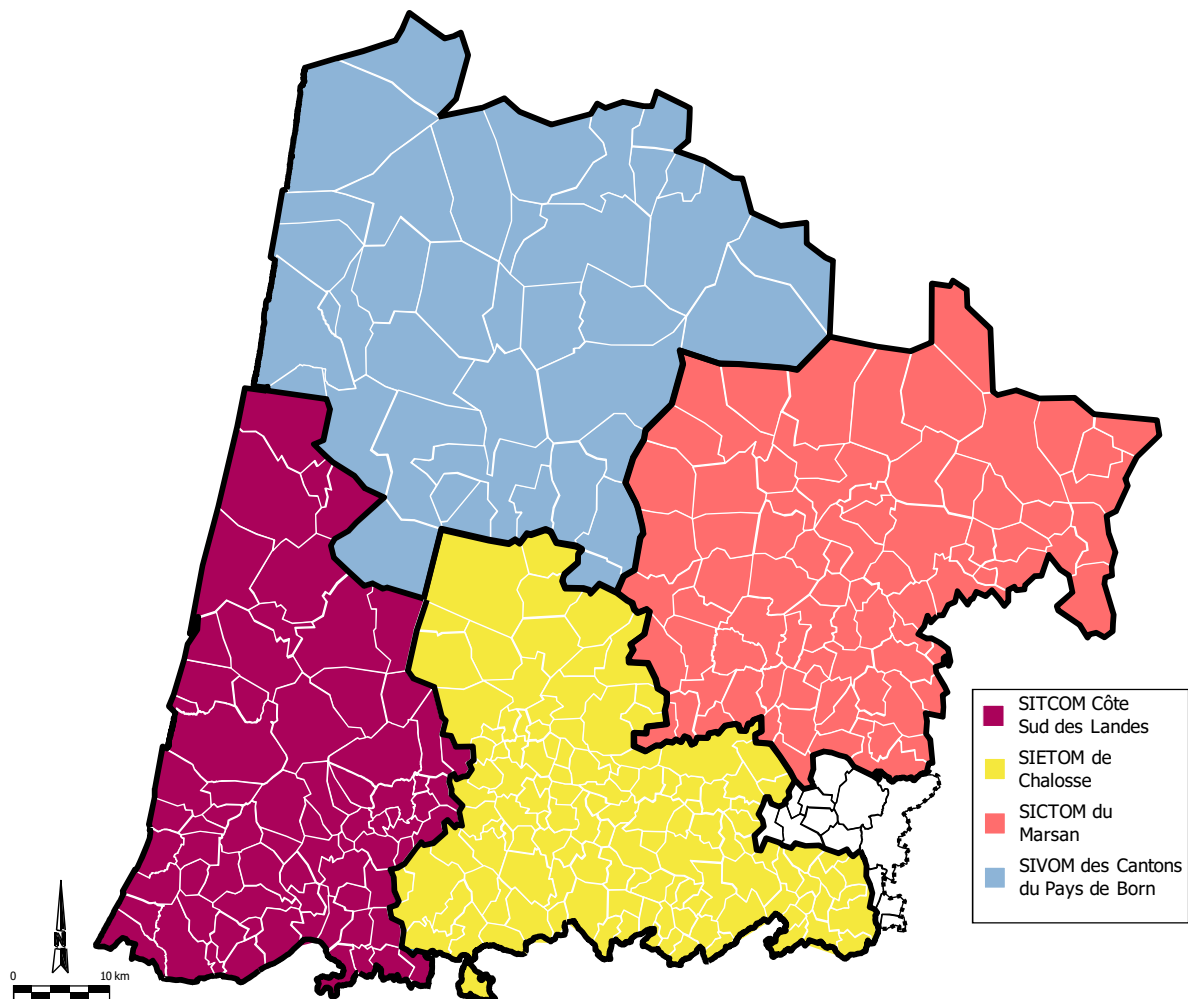 SITCOM Côte
Sud des Landes
SIETOM de
Chalosse
SICTOM du
Marsan
SIVOM des Cantons
du Pays de Born
N
0 10 km